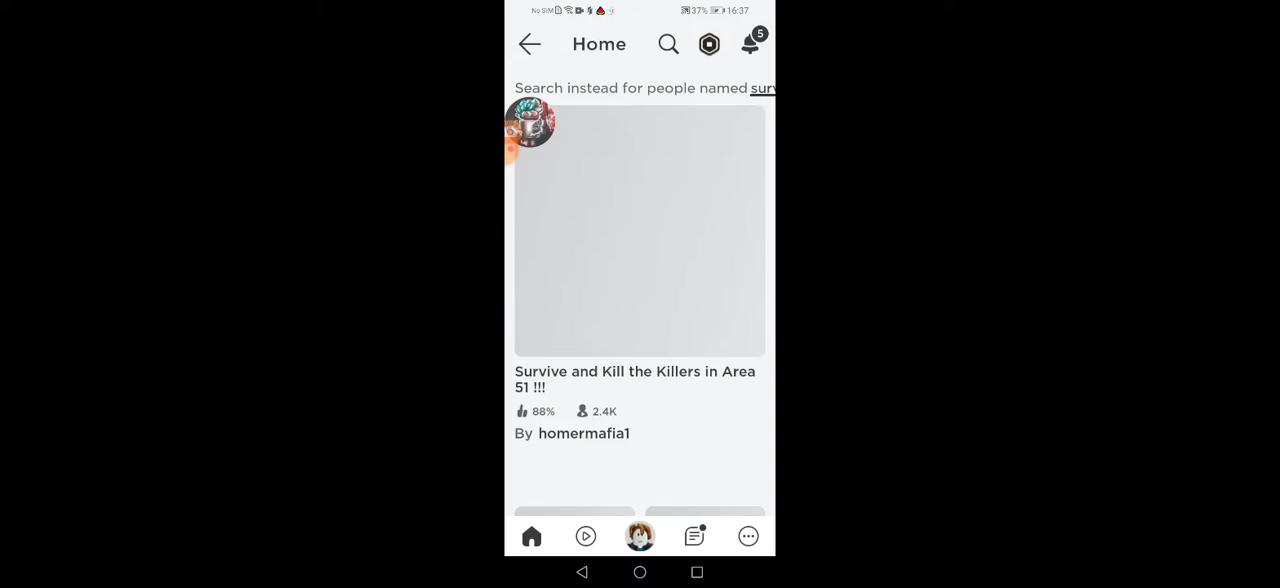 No SIM 37% 16:37
Home 5
Search instead for people named surv
Survive and Kill the Killers in Area
51 !!!
88% 2.4K
By homermafia1